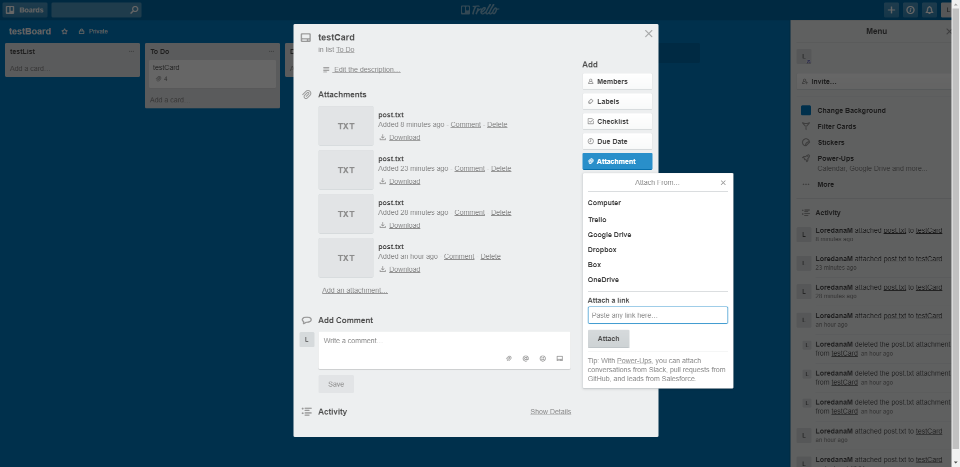 Boards
Trello
L
testBoard
Private
testList
Add a card...
To Do
testCard
4
Add a card...
D
testCard
in list To Do
Edit the description...
Attachments
TXT
post.txt
Added 8 minutes ago - Comment - Delete
Download
TXT
post.txt
Added 23 minutes ago - Comment - Delete
Download
TXT
post.txt
Added 28 minutes ago - Comment - Delete
Download
TXT
post.txt
Added an hour ago - Comment - Delete
Download
Add an attachment...
Add Comment
L
Write a comment
Save
Activity
Show Details
Add
Members
Labels
Checklist
Due Date
Attachment
Attach From...
Computer
Trello
Google Drive
Dropbox
Box
OneDrive
Attach a link
Paste any link here...
Attach
Tip: With Power-Ups, you can attach
conversations from Slack, pull requests from
GitHub, and leads from Salesforce.
Menu
L
Invite...
Change Background
Filter Cards
Stickers
Power-Ups
Calendar, Google Drive and more...
More
Activity
L
LoredanaM attached post.txt to testCard
8 minutes ago
L
LoredanaM attached post.txt to testCard
23 minutes ago
L
LoredanaM attached post.txt to testCard
28 minutes ago
L
LoredanaM attached post.txt to testCard
an hour ago
L
LoredanaM deleted the post.txt attachment
from testCard an hour ago
L
LoredanaM deleted the post.txt attachment
from testCard an hour ago
L
LoredanaM deleted the post.txt attachment
from testCard an hour ago
L
LoredanaM attached post.txt to testCard
an hour ago
L
LoredanaM attached post.txt to testCard